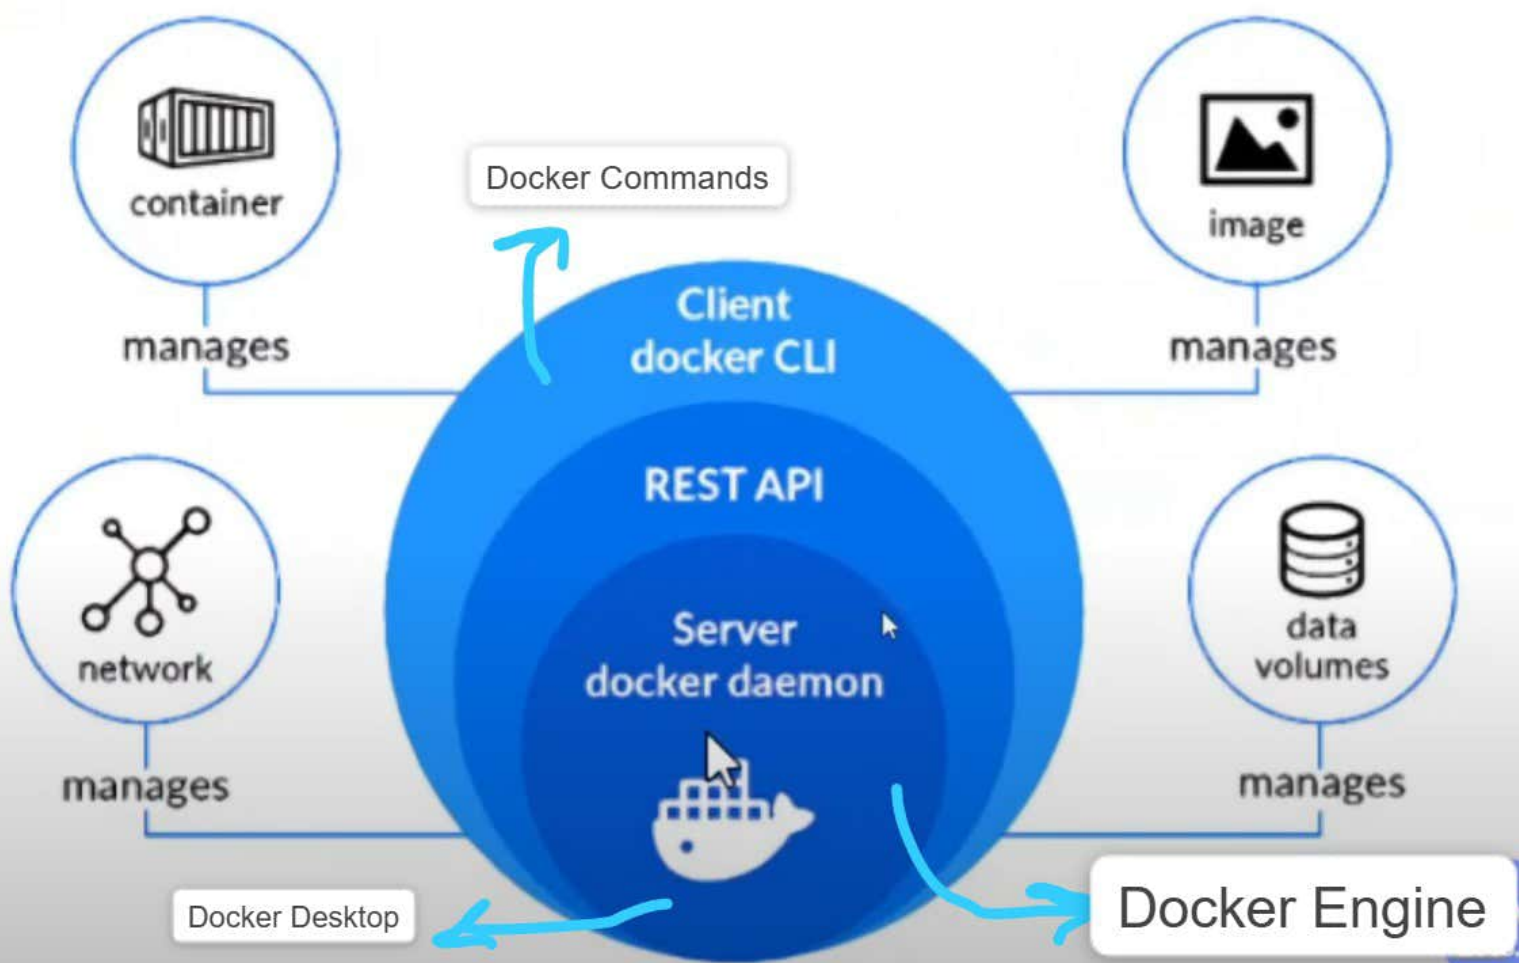 container
image
Docker Commands
manages
manages
Client
docker CLI
REST API
network
data
volumes
Server
docker daemon
manages
manages
Docker Desktop
Docker Engine